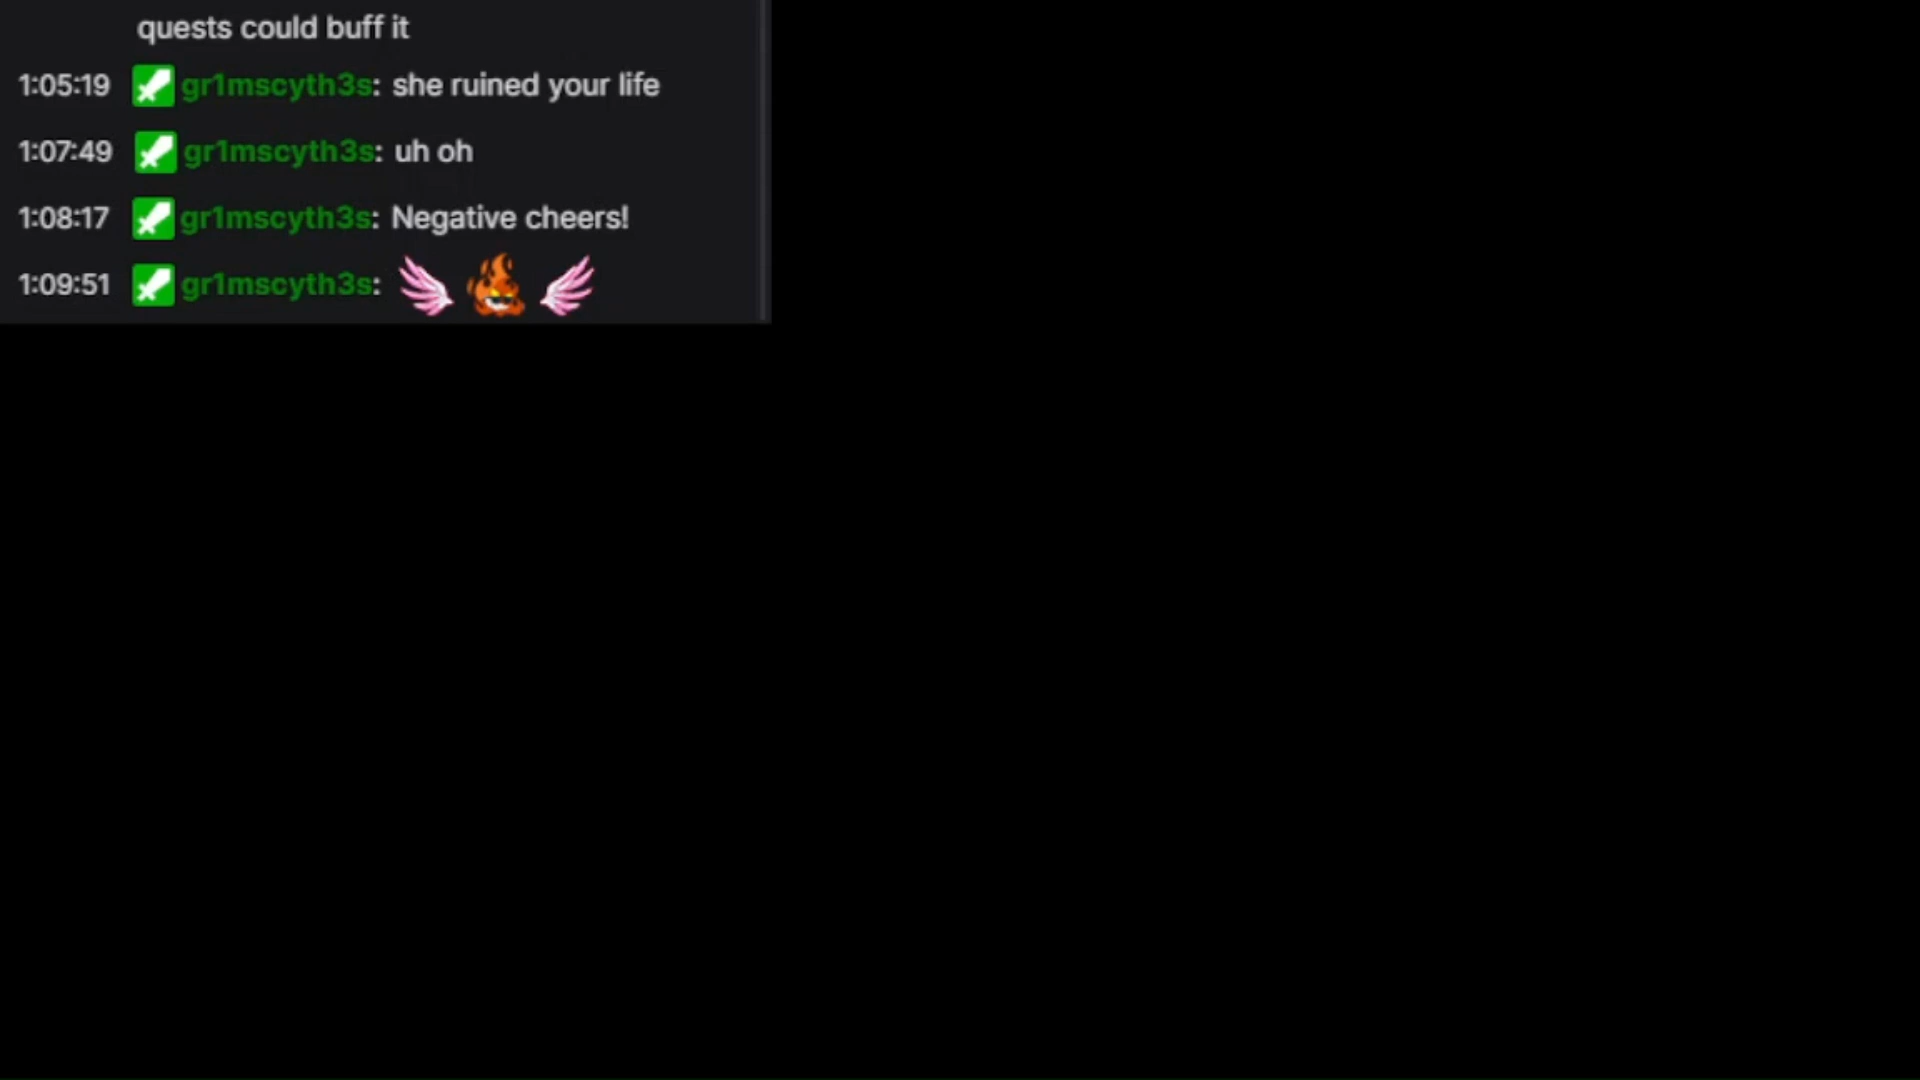 quests could buff it
1:05:19 gr1mscyth3s: she ruined your life
1:07:49 gr1mscyth3s: uh oh
1:08:17 gr1mscyth3s: Negative cheers!
1:09:51 gr1mscyth3s: